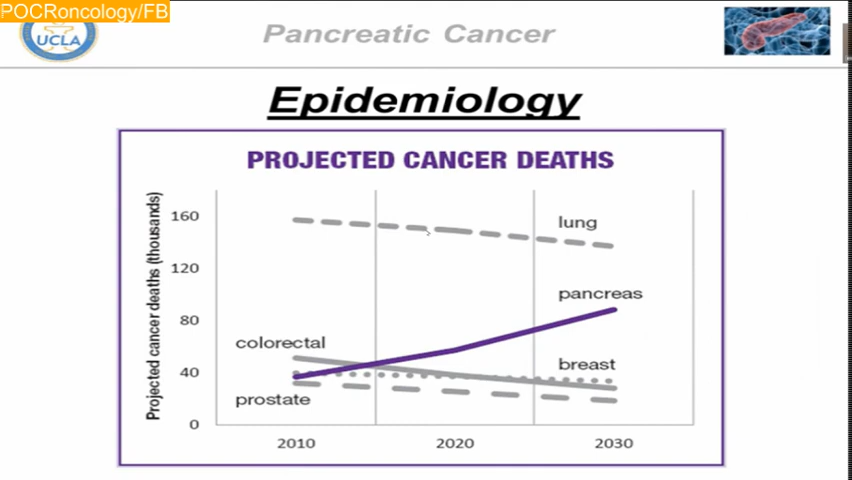 POCRoncology/FB
UCLA
Pancreatic Cancer
Epidemiology
PROJECTED CANCER DEATHS
Projected cancer deaths (thousands)
160
120
80
40
0
lung
pancreas
colorectal
breast
prostate
2010 2020 2030